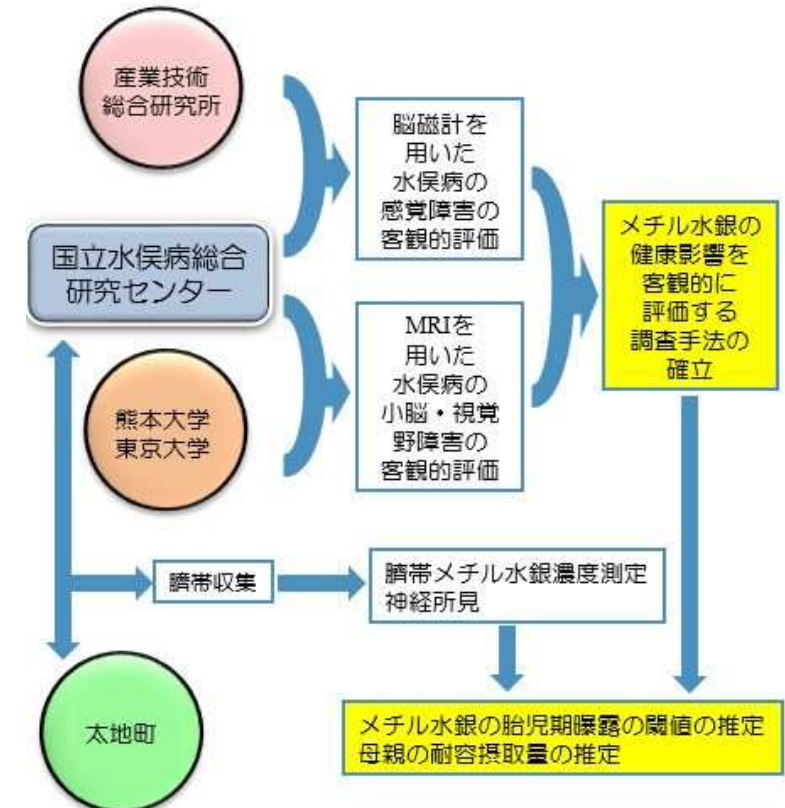 産業技術
総合研究所
脳磁計を
用いた
水俣病の
感覚障害の
客観的評価
国立水俣病総合
研究センター
メチル水銀の
健康影響を
客観的に
評価する
調査手法の
確立
MRIを
用いた
水俣病の
小脳・視覚
野障害の
客観的評価
熊本大学
東京大学
臍帯収集
臍帯メチル水銀濃度測定
神経所見
太地町
メチル水銀の胎児期曝露の閾値の推定
母親の耐容摂取量の推定